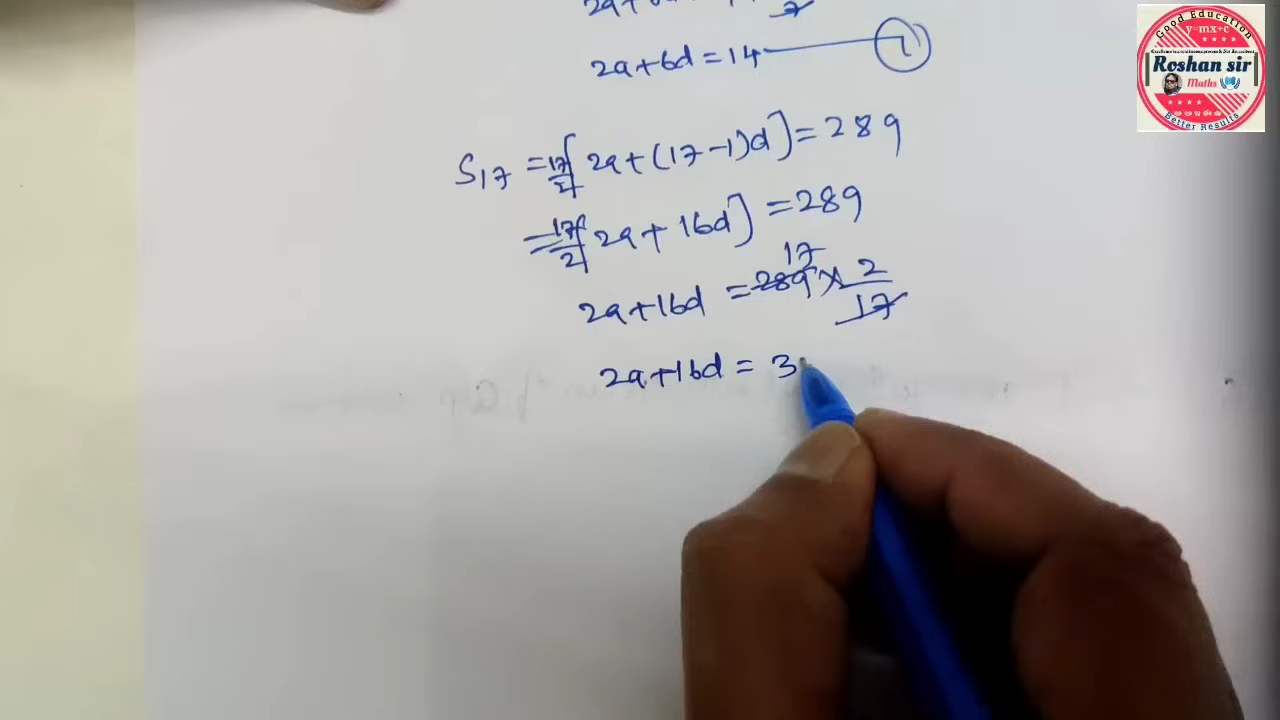 2a+6d = 14 — 1
S17 = 17/2 [2a+(17-1)d] = 289
= 17/2 [2a+16d] = 289
17
2a+16d = 289 × 2/17
2a+16d = 3
Good Education
y=mx+c
Roshan sir
Maths
Better Results